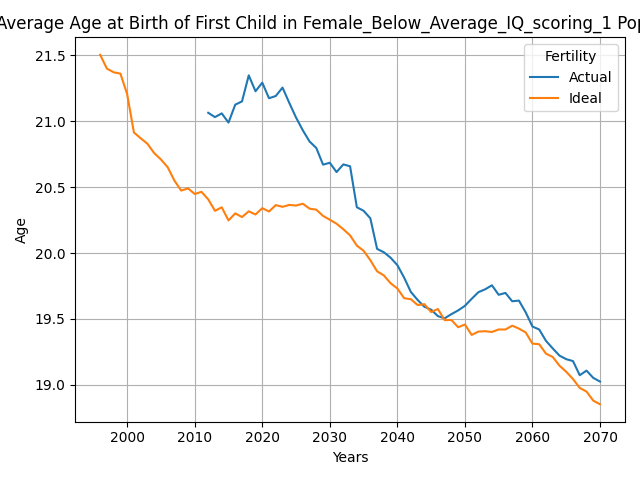 Average Age at Birth of First Child in Female_Below_Average_IQ_scoring_1
Fertility
Actual
Ideal
21.5
21.0
20.5
20.0
19.5
19.0
Age
2000 2010 2020 2030 2040 2050 2060 2070
Years